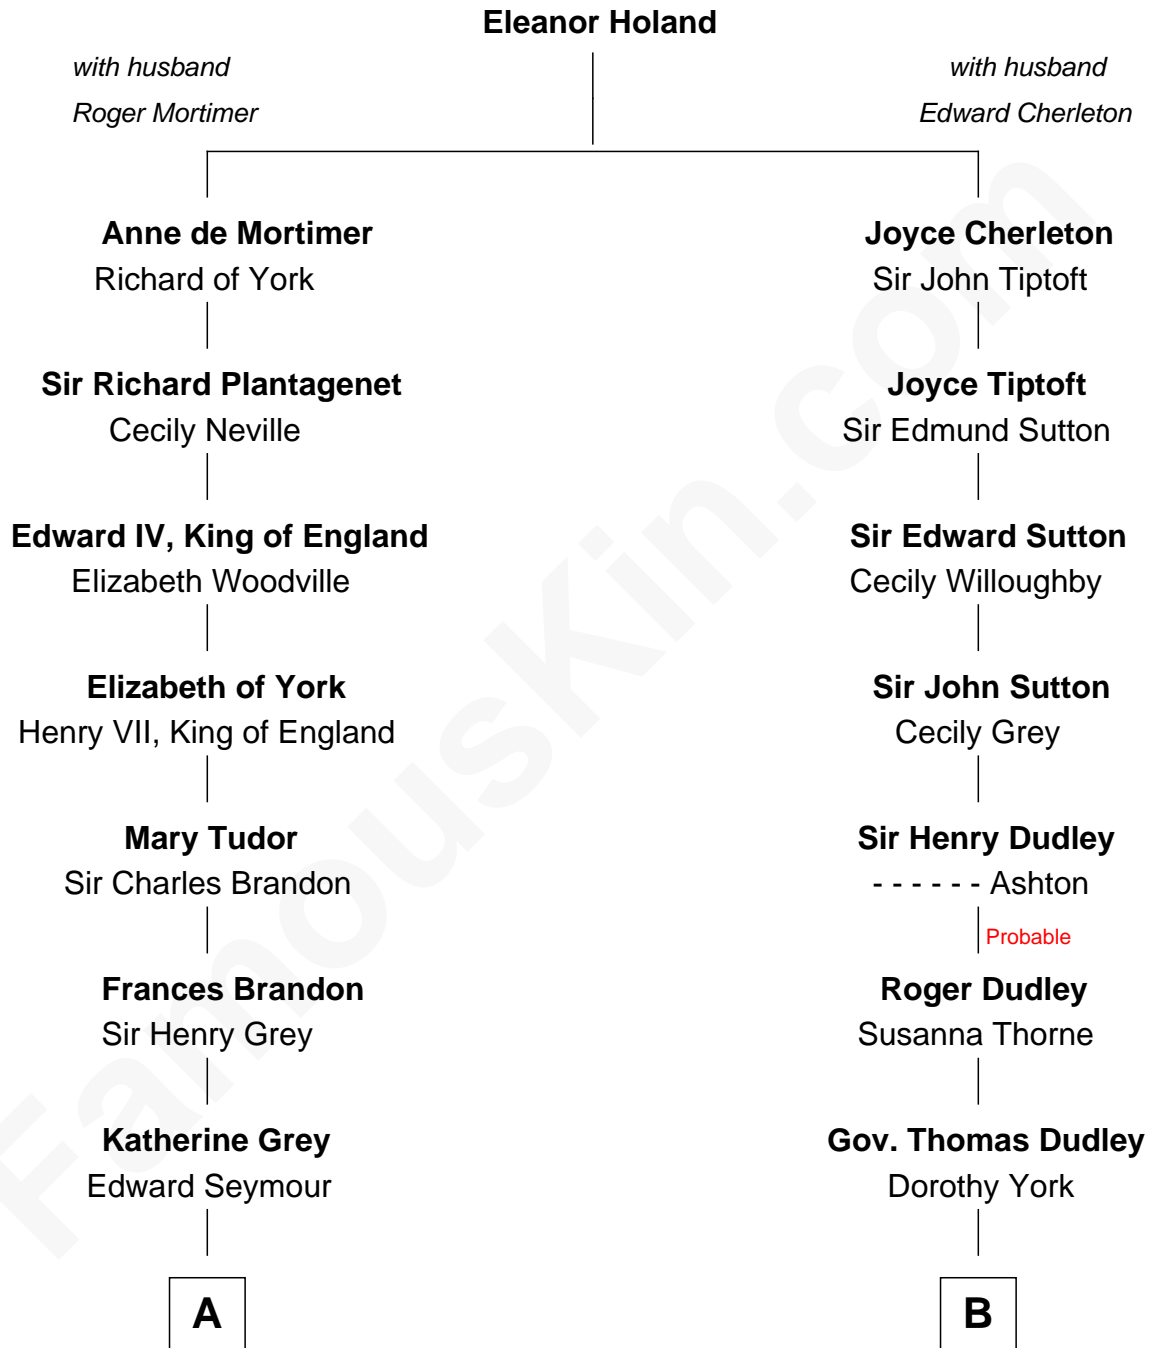 Eleanor Holand
with husband
Roger Mortimer
with husband
Edward Cherleton
Anne de Mortimer
Richard of York
Joyce Cherleton
Sir John Tiptoft
Sir Richard Plantagenet
Cecily Neville
Joyce Tiptoft
Sir Edmund Sutton
Edward IV, King of England
Elizabeth Woodville
Sir Edward Sutton
Cecily Willoughby
Elizabeth of York
Henry VII, King of England
Sir John Sutton
Cecily Grey
Mary Tudor
Sir Charles Brandon
Sir Henry Dudley
- - - - - - Ashton
Probable
Frances Brandon
Sir Henry Grey
Roger Dudley
Susanna Thorne
Katherine Grey
Edward Seymour
Gov. Thomas Dudley
Dorothy York
A
B
FamousKin.com